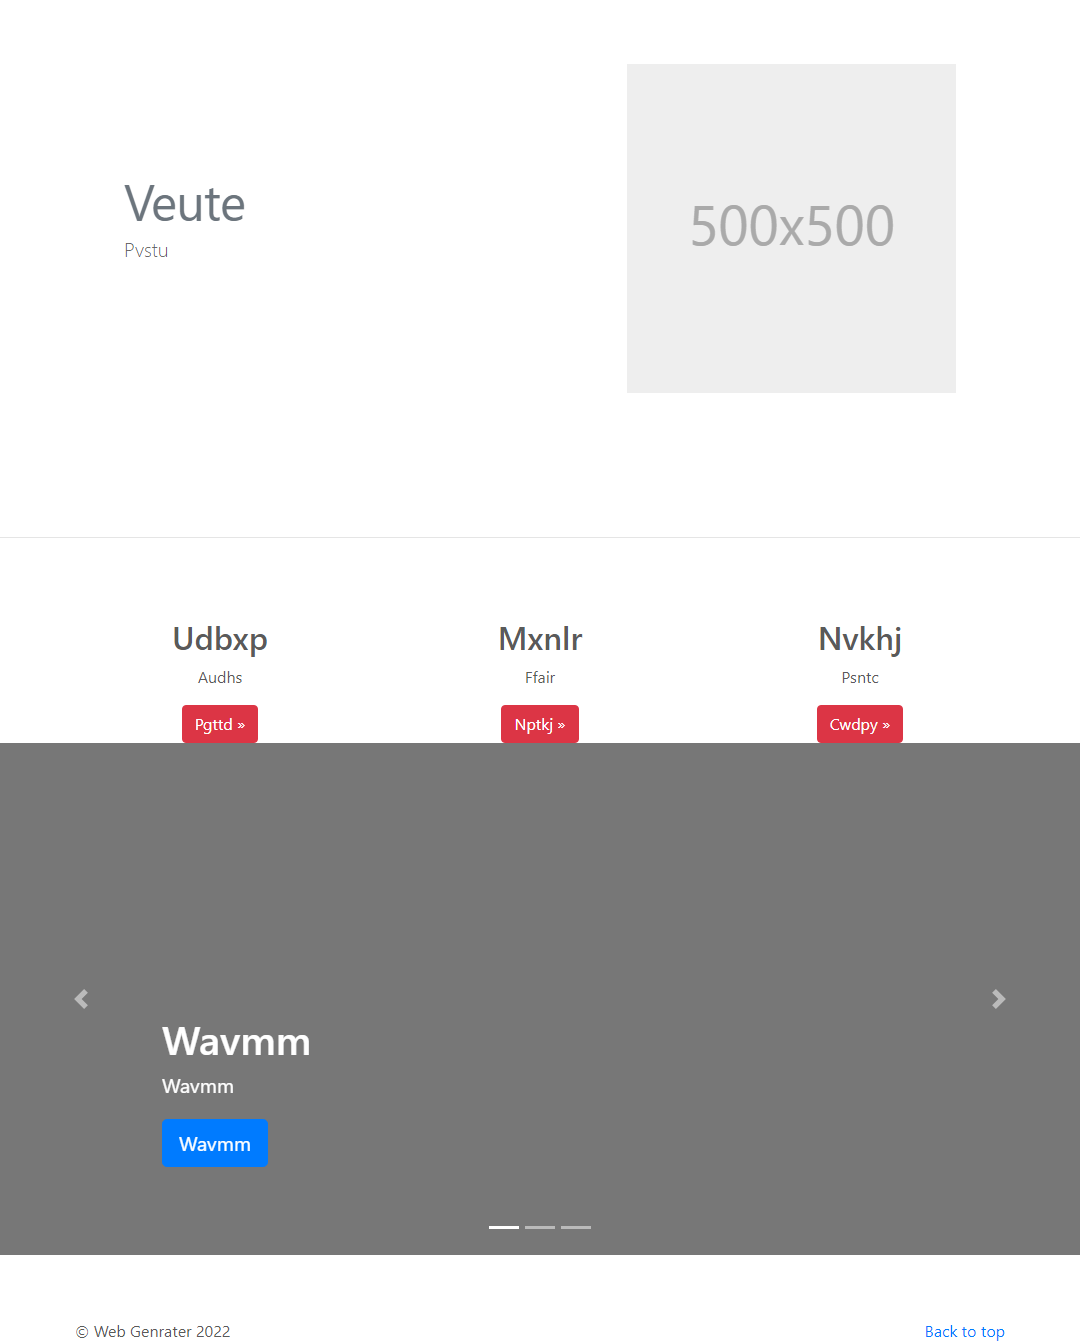 Veute
Pvstu
500x500
Udbxp
Mxnlr
Nvkhj
Audhs
Ffair
Psntc
Pgttd »
Nptkj »
Cwdpy »
Wavmm
Wavmm
Wavmm
© Web Genrater 2022
Back to top